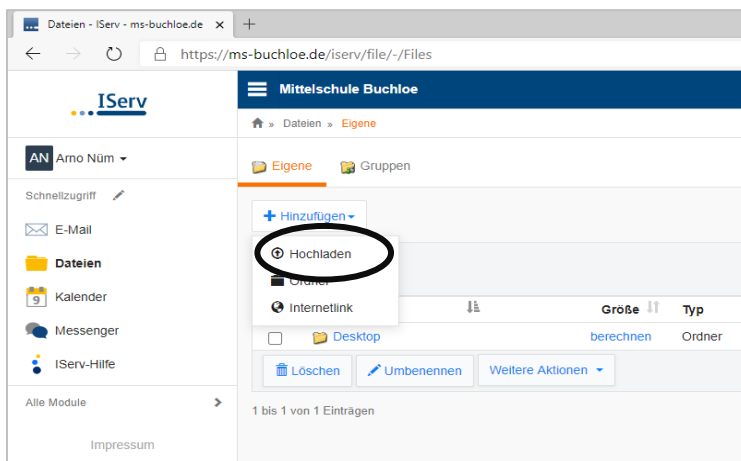 Dateien - IServ - ms-buchloe.de
https://ms-buchloe.de/iserv/file/-/Files
IServ
Mittelschule Buchloe
» Dateien » Eigene
AN Arno Nüm
Eigene Gruppen
Schnellzugriff
E-Mail
Dateien
9 Kalender
Messenger
IServ-Hilfe
Alle Module
Impressum
+ Hinzufügen
Hochladen
Ordner
Internetlink
Größe Typ
Desktop berechnen Ordner
Löschen Umbenennen Weitere Aktionen
1 bis 1 von 1 Einträgen